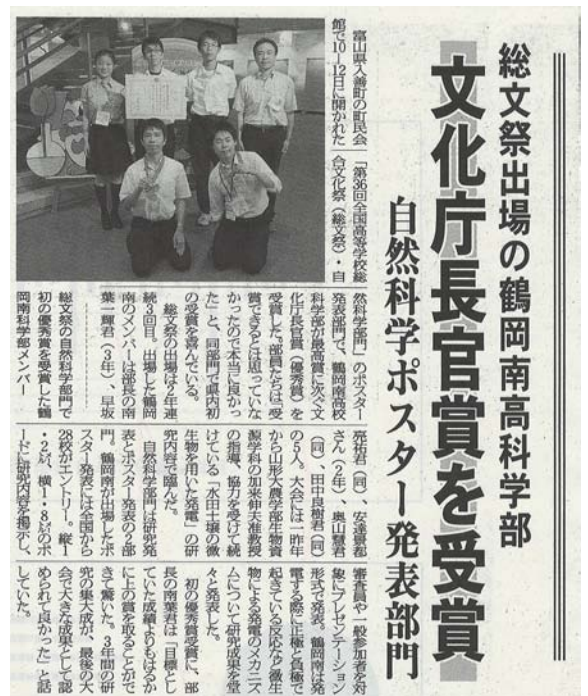 総文祭出場の鶴岡南高科学部
文化庁長官賞を受賞
自然科学ポスター発表部門
富山県入善町の町民会
館で10―12日に開かれた
「第36回全国高等学校総
合文化祭（総文祭）・自
然科学部門」のポスター
発表部門で、鶴岡南高校
科学部が最高賞に次ぐ文
化庁長官賞（優秀賞）を
受賞した。部員たちは「受
賞できるとは思っていな
かったので本当に良かっ
た」と、同部門で県内初
の受賞を喜んでいる。
総文祭の出場は2年連
続3回目。出場した鶴岡
南のメンバーは部長の南
葉一輝君（3年）、早坂
亮祐君（同）、安達景都
さん（2年）、奥山慧君
（同）、田中良樹君（同）
の5人。大会には一昨年
から山形大農学部生物資
源学科の加来伸夫准教授
の指導、協力を受けて続
けている「水田土壌の微
生物を用いた発電」の研
究内容で臨んだ。
自然科学部門は研究発
表とポスター発表の2部
門。鶴岡南が出場したポ
スター発表には全国から
28校がエントリー。縦1
・2㍍、横1・8㍍のボ
ードに研究内容を掲示し、
審査員や一般参加者を対
象にプレゼンテーション
形式で発表。鶴岡南は発
電する際に正極と負極で
起きている反応など微生
物による発電のメカニズ
ムについて研究成果を堂
々と発表した。
初の優秀賞受賞に、部
長の南葉君は「目標とし
ていた成績よりもはるか
に上の賞を取ることがで
きて驚いた。3年間の研
究の集大成が、最後の大
会で大きな成果として認
められて良かった」と話
していた。
総文祭の自然科学部門で
初の優秀賞を受賞した鶴
岡南科学部メンバー